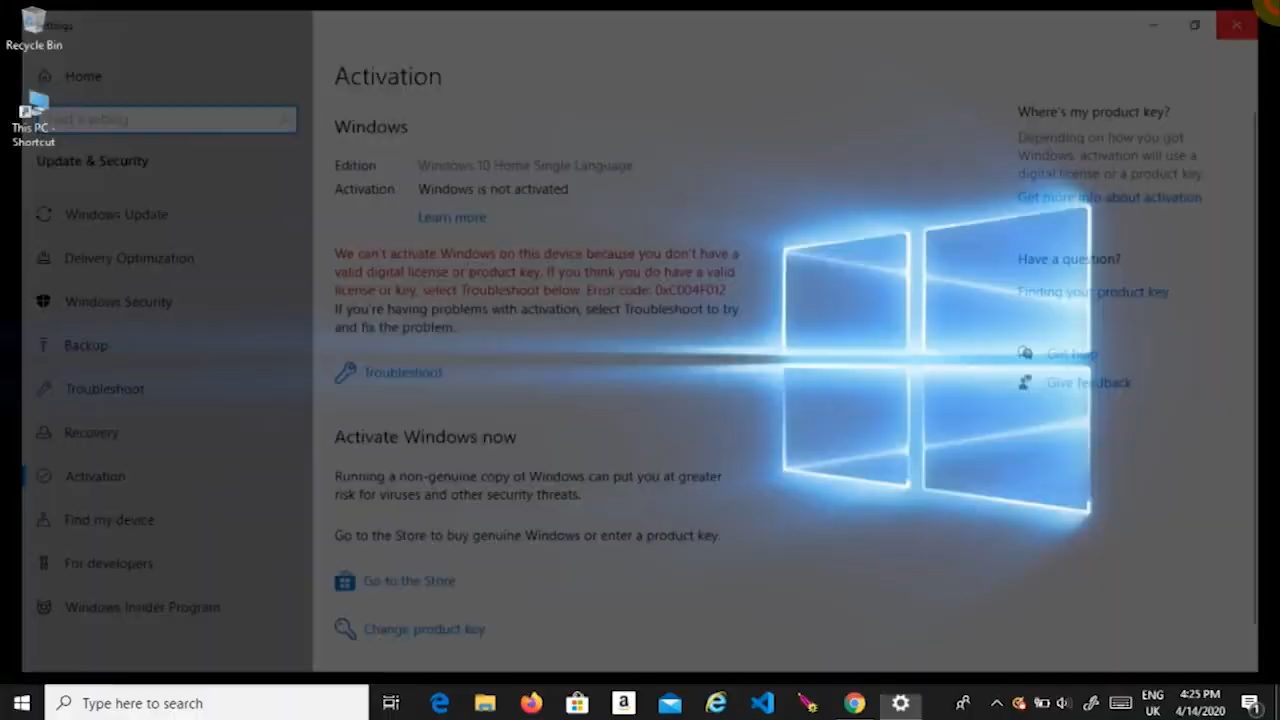 Recycle Bin
This PC -
Shortcut
Home
Update & Security
Windows Update
Delivery Optimization
Windows Security
Backup
Troubleshoot
Recovery
Activation
Find my device
For developers
Windows Insider Program
Activation
Windows
Edition Windows 10 Home Single Language
Activation Windows is not activated
Learn more
We can't activate Windows on this device because you don't have a
valid digital license or product key. If you think you do have a valid
license or key, select Troubleshoot below. Error code: 0xC004F012
If you're having problems with activation, select Troubleshoot to try
and fix the problem.
Troubleshoot
Activate Windows now
Running a non-genuine copy of Windows can put you at greater
risk for viruses and other security threats.
Go to the Store to buy genuine Windows or enter a product key.
Go to the Store
Change product key
Where's my product key?
Depending on how you got
Windows, activation will use a
digital license or a product key.
Get more info about activation
Have a question?
Finding your product key
Get help
Give feedback
Type here to search
a
ENG
UK
4:25 PM
4/14/2020
1